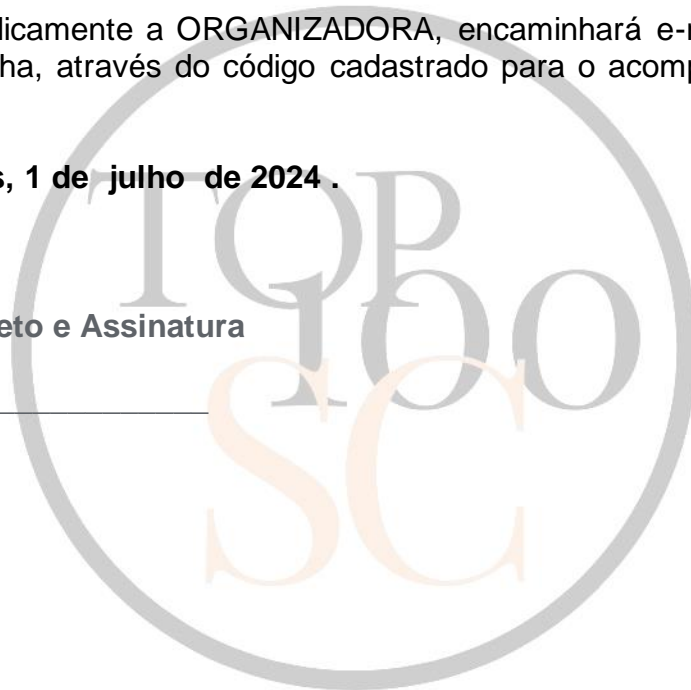 dicamente a ORGANIZADORA, encaminhará e-
ha, através do código cadastrado para o acomp
s, 1 de julho de 2024 .
TOP
100
eto e Assinatura
SC